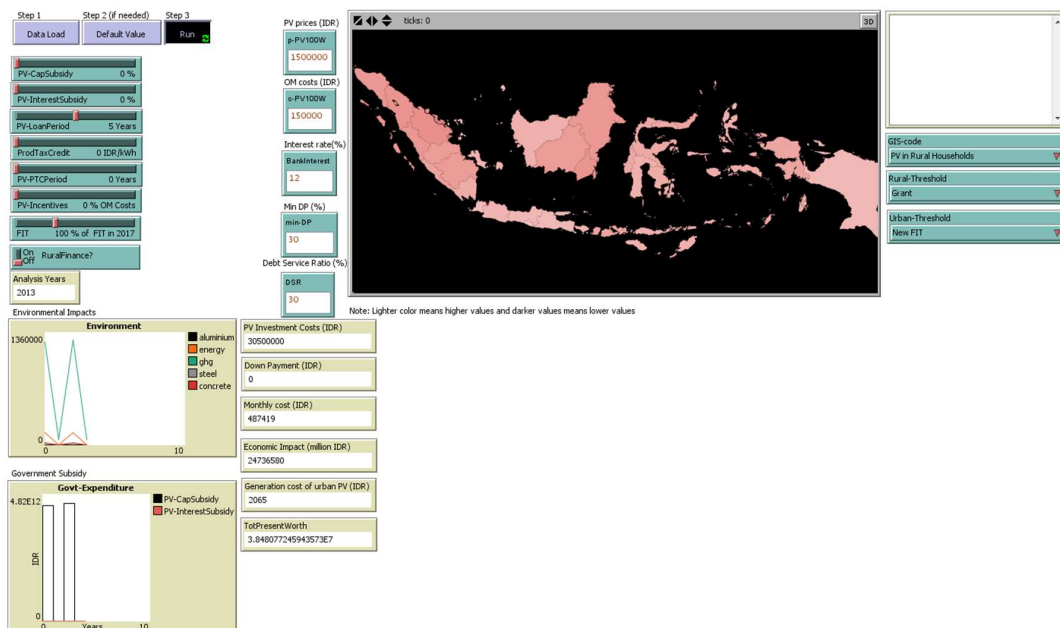 Step 1
Step 2 (if needed)
Step 3
Data Load
Default Value
Run
PV-CapSubsidy 0 %
PV-InterestSubsidy 0 %
PV-LoanPeriod 5 Years
ProdTaxCredit 0 IDR/kWh
PV-PTCPeriod 0 Years
PV-Incentives 0 % OM Costs
FIT 100 % of FIT in 2017
On
Off
RuralFinance?
Analysis Years
2013
PV prices (IDR)
p-PV100W
1500000
OM costs (IDR)
c-PV100W
150000
Interest rate(%)
BankInterest
12
Min DP (%)
min-DP
30
Debt Service Ratio (%)
DSR
30
ticks: 0
3D
Note: Lighter color means higher values and darker values means lower values
GIS-code
PV in Rural Households
Rural-Threshold
Grant
Urban-Threshold
New FIT
Environmental Impacts
Environment
1360000
0
0
10
aluminium
energy
ghg
steel
concrete
PV Investment Costs (IDR)
30500000
Down Payment (IDR)
0
Monthly cost (IDR)
487419
Economic Impact (million IDR)
24736580
Generation cost of urban PV (IDR)
2065
TotPresentWorth
3.848077245943573E7
Government Subsidy
Govt-Expenditure
4.82E12
IDR
0
0
Years
10
PV-CapSubsidy
PV-InterestSubsidy